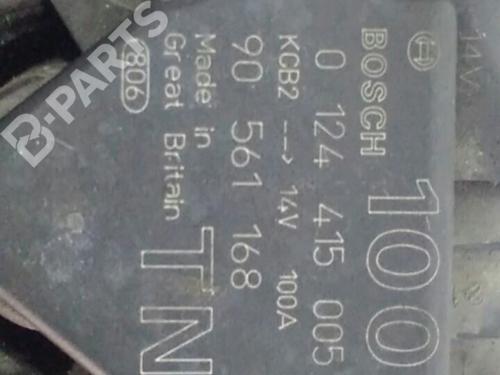 BOSCH 100
0 124 415 005
KCB2 --> 14V 100A
90 561 168
Made in
Great Britain TN
806
14V
B-PARTS